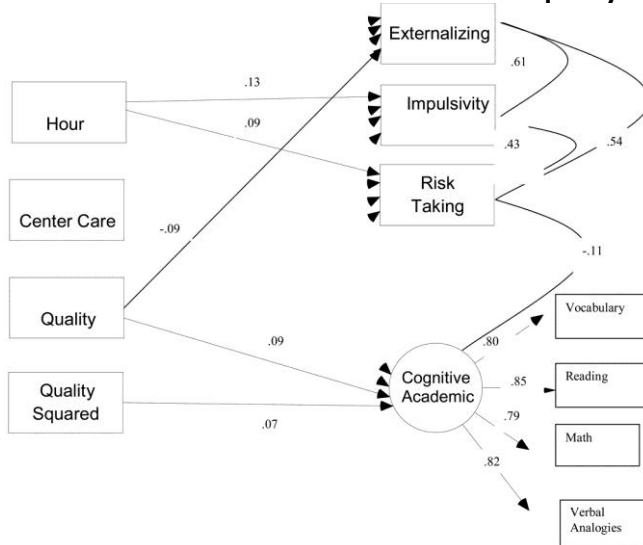 Externalizing
.61
.13
Impulsivity
Hour
.09
.43
.54
Risk
Taking
Center Care
-.09
-.11
Quality
Vocabulary
.09
.80
Quality
Squared
Cognitive
Academic
.85
Reading
.79
.07
Math
.82
Verbal
Analogies